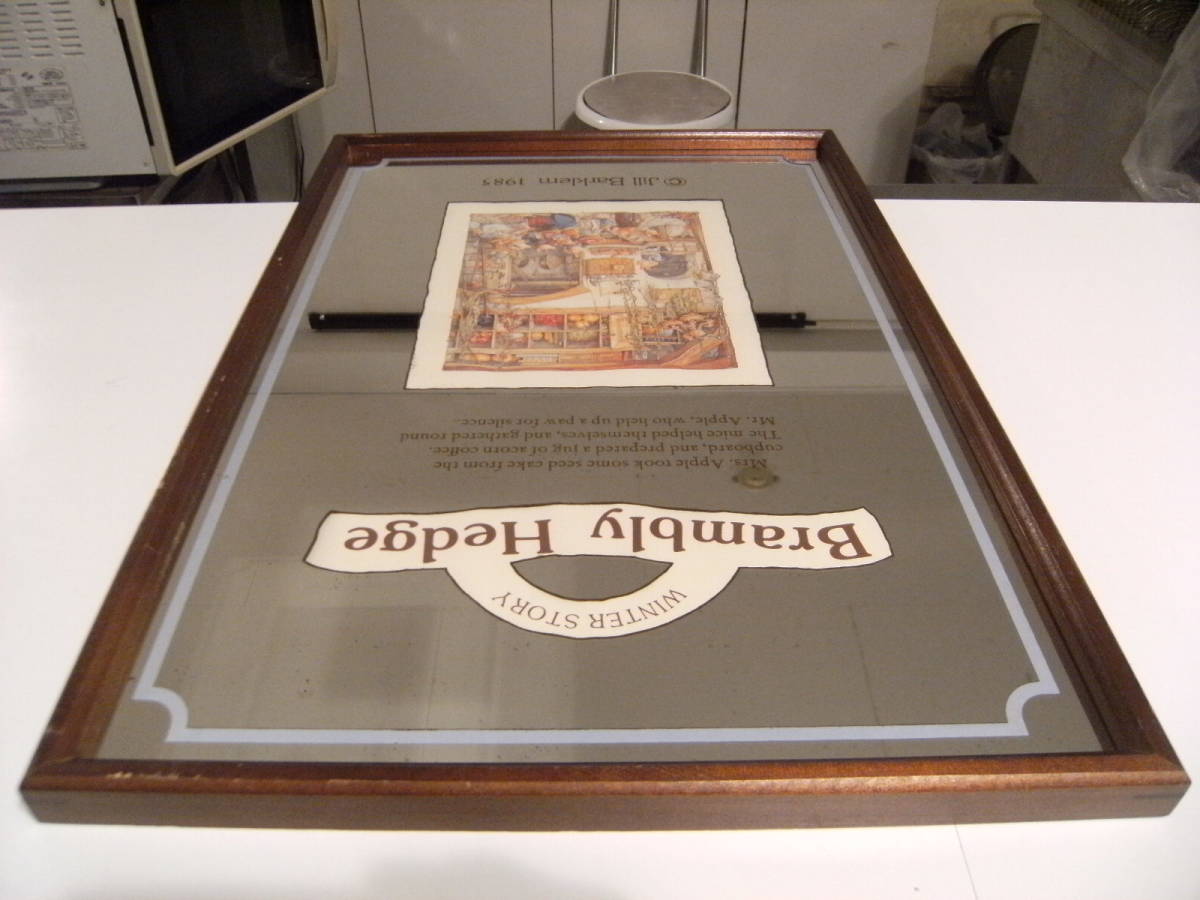 WINTER STORY
Brambly Hedge
Mrs. Apple took some seed cake from the
cupboard, and prepared a jug of acorn coffee.
The mice helped themselves, and gathered round
Mr. Apple, who held up a paw for silence.
© Jill Barklem 1985